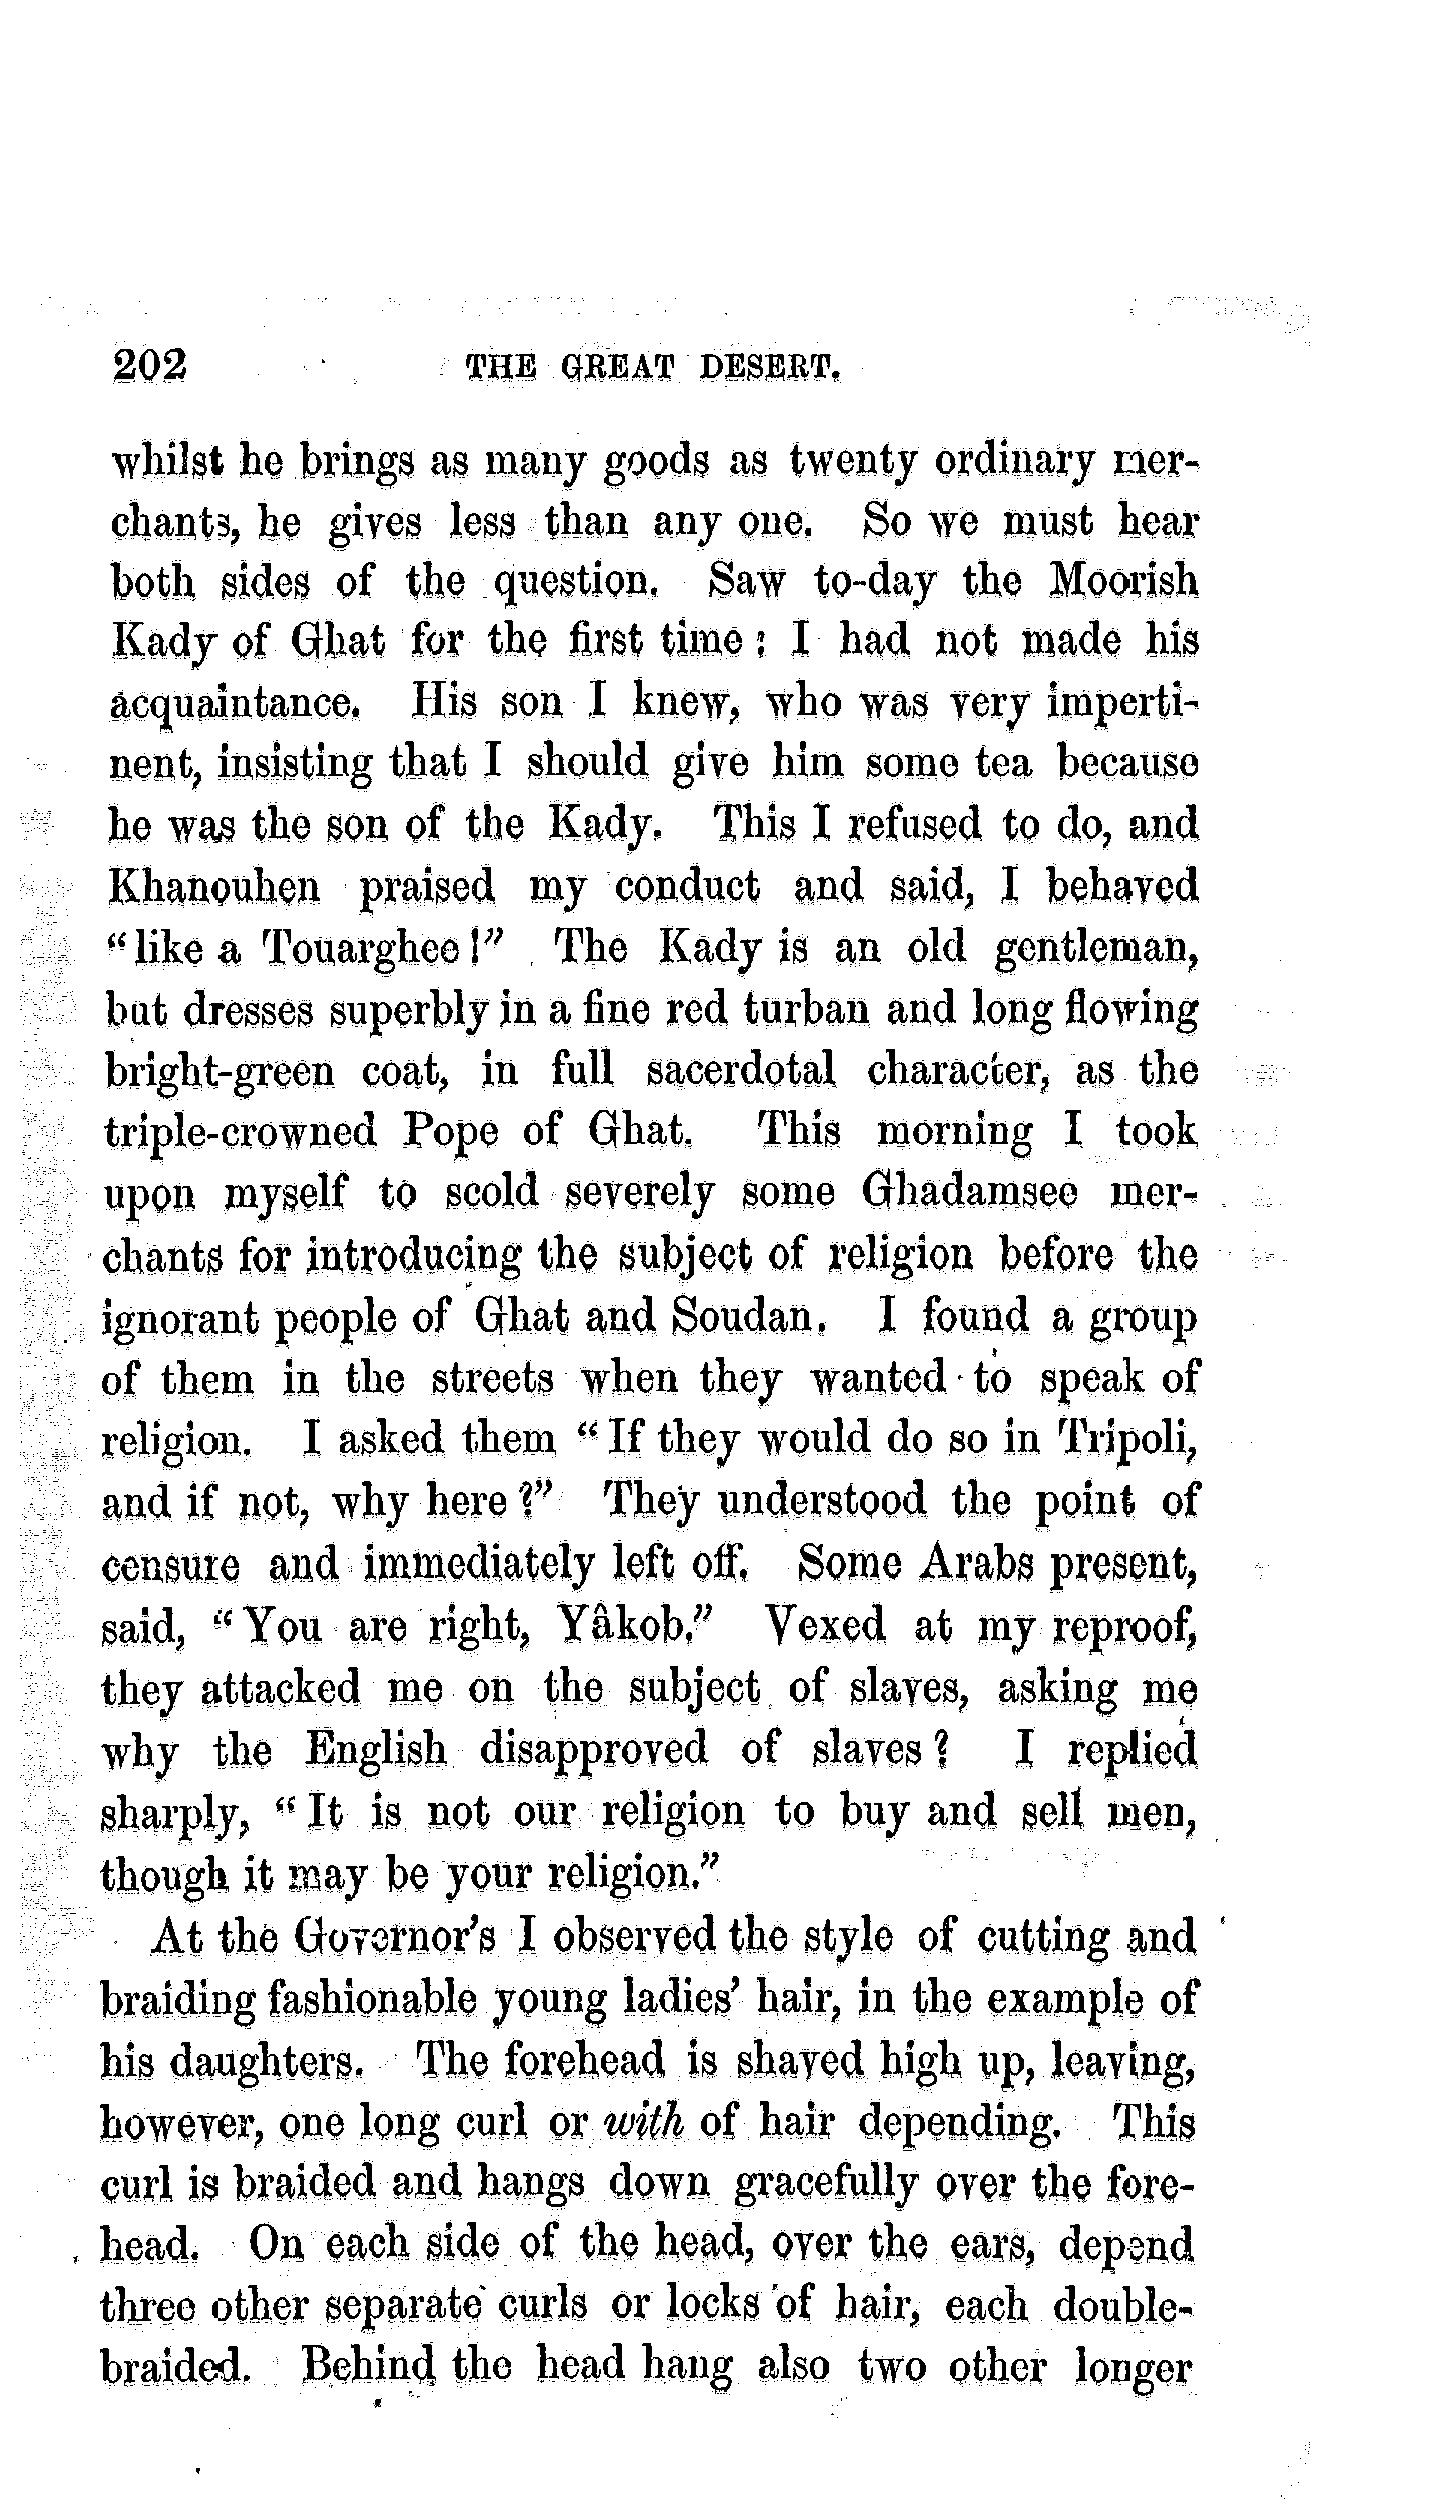 202 THE GREAT DESERT.
whilst he brings as many goods as twenty ordinary mer-
chants, he gives less than any one. So we must hear
both sides of the question. Saw to-day the Moorish
Kady of Ghat for the first time: I had not made his
acquaintance. His son I knew, who was very imperti-
nent, insisting that I should give him some tea because
he was the son of the Kady. This I refused to do, and
Khanouhen praised my conduct and said, I behaved
"like a Touarghee!" The Kady is an old gentleman,
but dresses superbly in a fine red turban and long flowing
bright-green coat, in full sacerdotal character, as the
triple-crowned Pope of Ghat. This morning I took
upon myself to scold severely some Ghadamsee mer-
chants for introducing the subject of religion before the
ignorant people of Ghat and Soudan. I found a group
of them in the streets when they wanted to speak of
religion. I asked them "If they would do so in Tripoli,
and if not, why here?" They understood the point of
censure and immediately left off. Some Arabs present,
said, "You are right, Yâkob." Vexed at my reproof,
they attacked me on the subject of slaves, asking me
why the English disapproved of slaves? I replied
sharply, "It is not our religion to buy and sell men,
though it may be your religion."
At the Governor's I observed the style of cutting and
braiding fashionable young ladies' hair, in the example of
his daughters. The forehead is shaved high up, leaving,
however, one long curl or with of hair depending. This
curl is braided and hangs down gracefully over the fore-
head. On each side of the head, over the ears, depend
three other separate curls or locks of hair, each double-
braided. Behind the head hang also two other longer